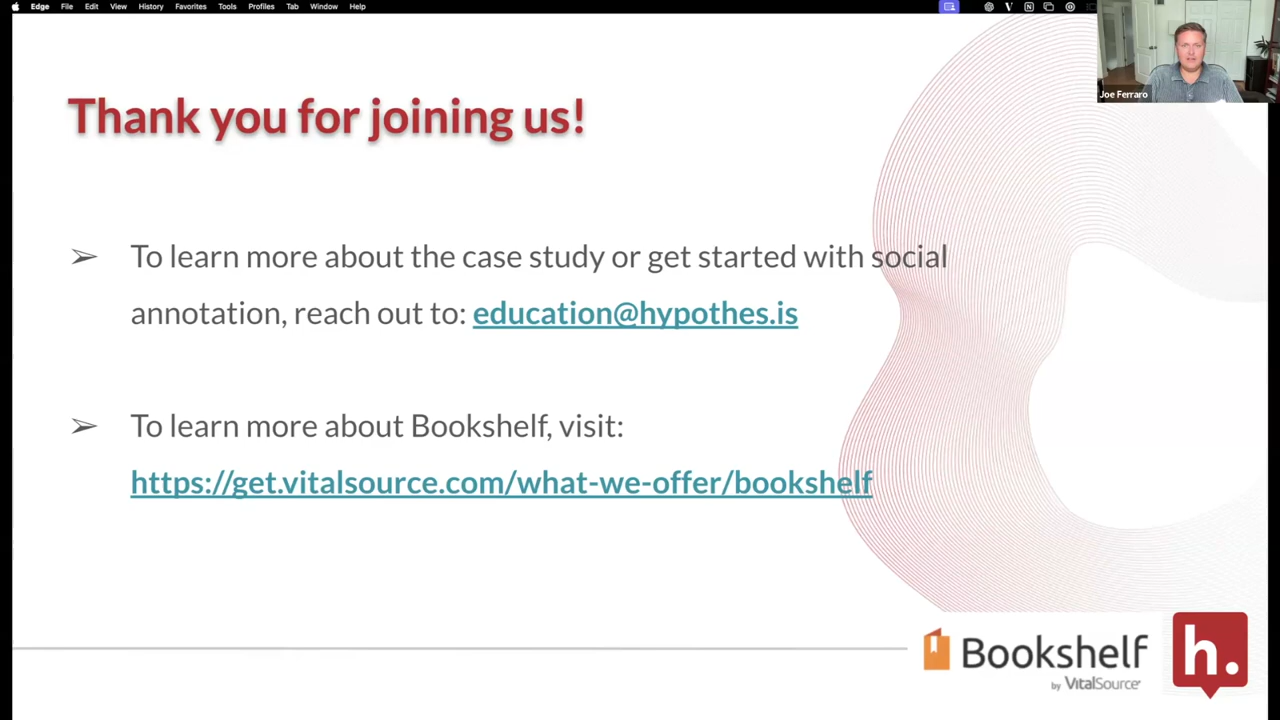 Edge File Edit View History Favorites Tools Profiles Tab Window Help
Joe Ferraro
Thank you for joining us!
➢ To learn more about the case study or get started with social
annotation, reach out to: education@hypothes.is
➢ To learn more about Bookshelf, visit:
https://get.vitalsource.com/what-we-offer/bookshelf
Bookshelf
by VitalSource
h.